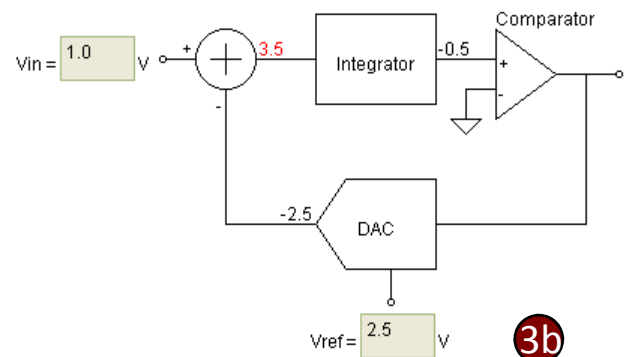 Comparator
Vin = 1.0 V
+
3.5
Integrator
-0.5
+
-
-
-2.5
DAC
Vref = 2.5 V
3b